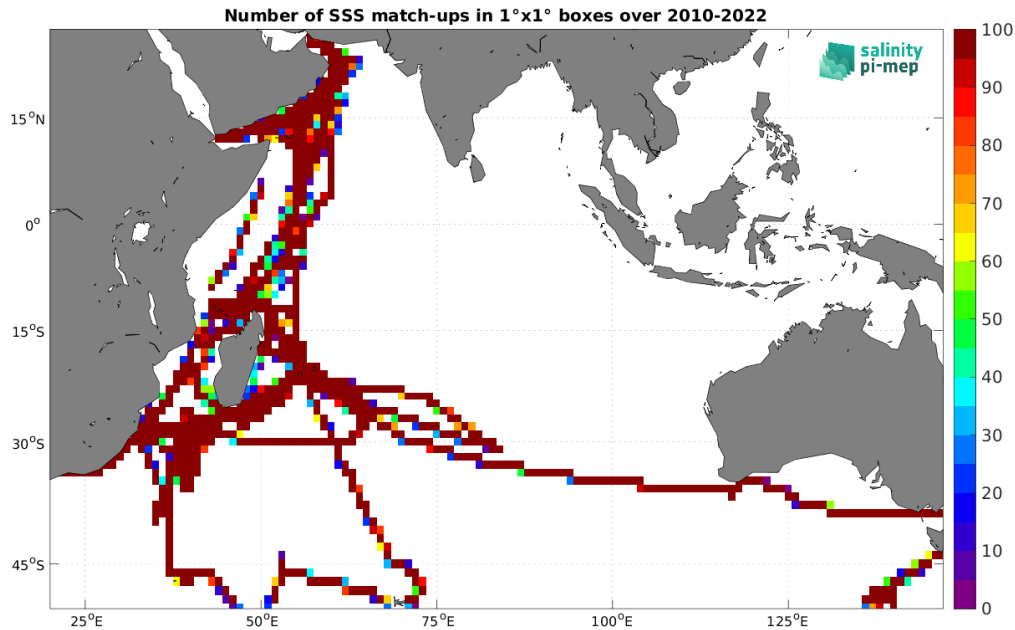 Number of SSS match-ups in 1°x1° boxes over 2010-2022
salinity
pi-mep
15°N
0°
15°S
30°S
45°S
25°E
50°E
75°E
100°E
125°E
100
90
80
70
60
50
40
30
20
10
0